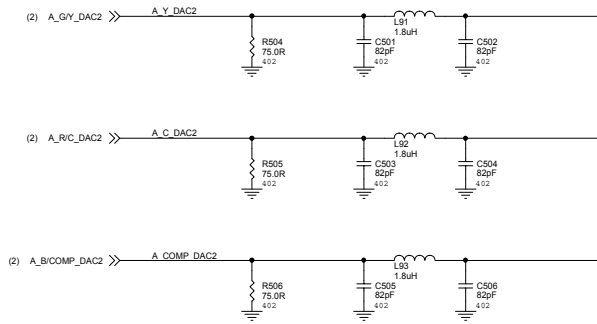 (2) A_G/Y_DAC2 A_Y_DAC2
L91
1.8uH
R504
75.0R
402
C501
82pF
402
C502
82pF
402
(2) A_R/C_DAC2 A_C_DAC2
L92
1.8uH
R505
75.0R
402
C503
82pF
402
C504
82pF
402
(2) A_B/COMP_DAC2 A_COMP_DAC2
L93
1.8uH
R506
75.0R
402
C505
82pF
402
C506
82pF
402